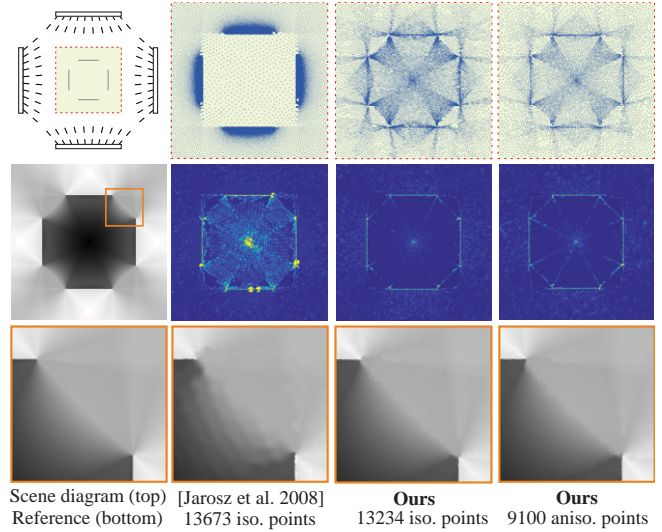 Scene diagram (top)
Reference (bottom)
[Jarosz et al. 2008]
13673 iso. points
Ours
13234 iso. points
Ours
9100 aniso. points